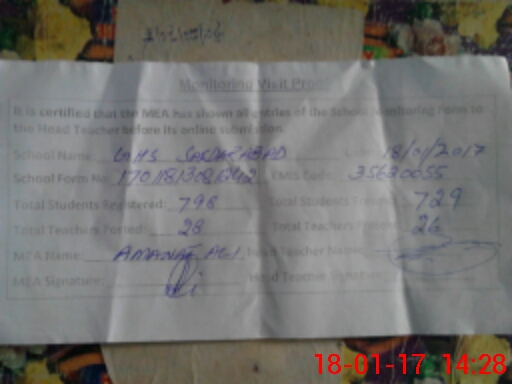 Monitoring Visit Proof
It is certified that the MEA has shown all entries of the School Monitoring Form to
the Head Teacher before its online submission.
School Name: GHS SARDARABAD Date: 18/01/2017
School Form No: EMIS Code: 35620055
Total Students Registered: 798 Total Students Present: 729
Total Teachers Posted: 28 Total Teachers Present: 26
MEA Name: AMANAT ALI Head Teacher Name:
MEA Signature: Head Teacher Signature:
18-01-17 14:28